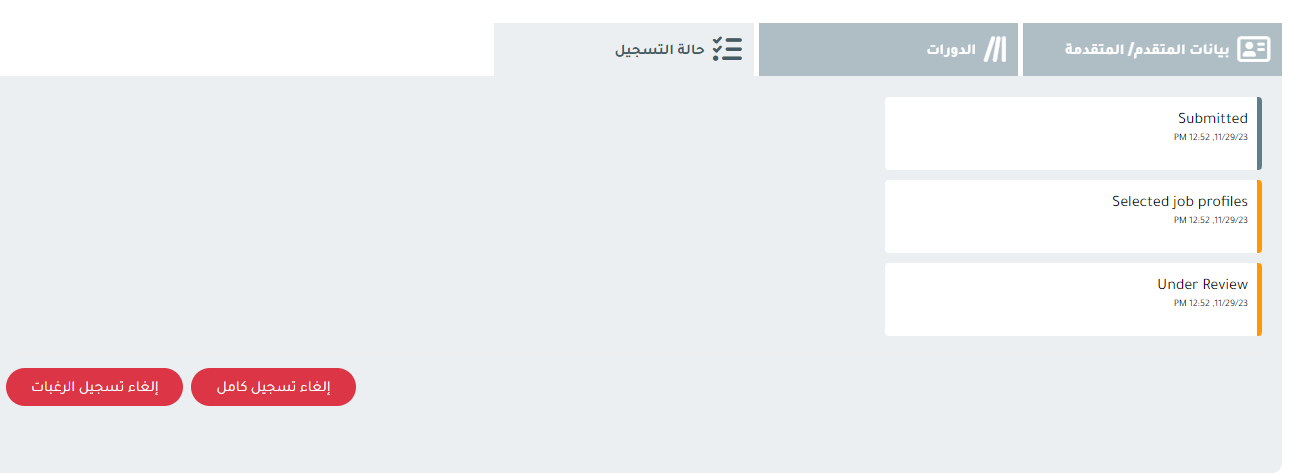 بيانات المتقدم/ المتقدمة
الدورات
حالة التسجيل
Submitted
11/29/23, 12:52 PM
Selected job profiles
11/29/23, 12:52 PM
Under Review
11/29/23, 12:52 PM
إلغاء تسجيل كامل
إلغاء تسجيل الرغبات